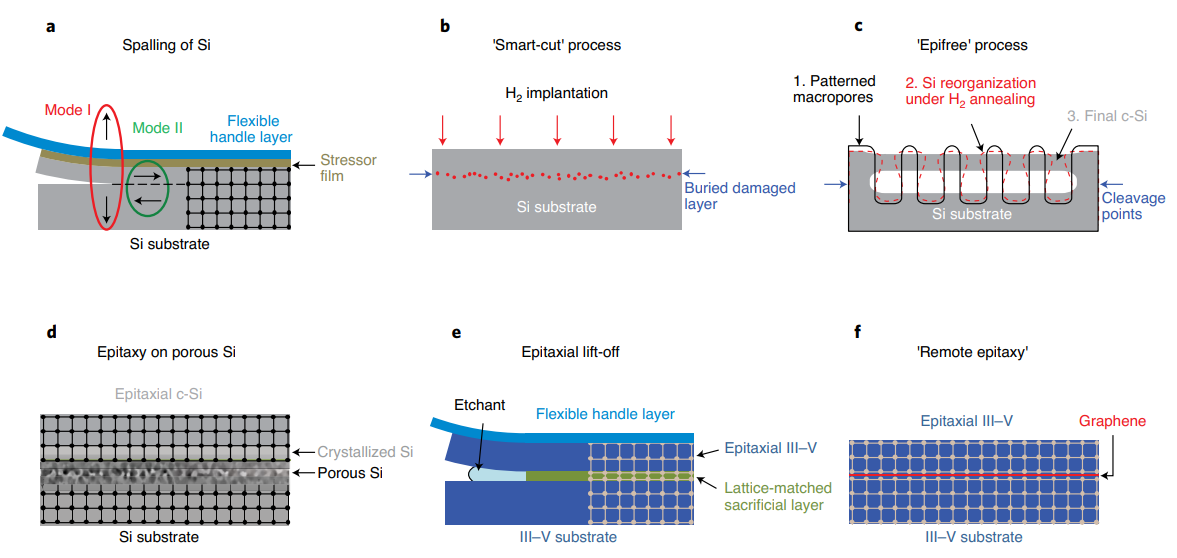 a
Spalling of Si
Mode I
Mode II
Flexible
handle layer
Stressor
film
Si substrate
b
'Smart-cut' process
H2 implantation
Buried damaged
layer
Si substrate
c
'Epifree' process
1. Patterned
macropores
2. Si reorganization
under H2 annealing
3. Final c-Si
Cleavage
points
Si substrate
d
Epitaxy on porous Si
Epitaxial c-Si
Crystallized Si
Porous Si
Si substrate
e
Epitaxial lift-off
Etchant
Flexible handle layer
Epitaxial III–V
Lattice-matched
sacrificial layer
III–V substrate
f
'Remote epitaxy'
Epitaxial III–V
Graphene
III–V substrate